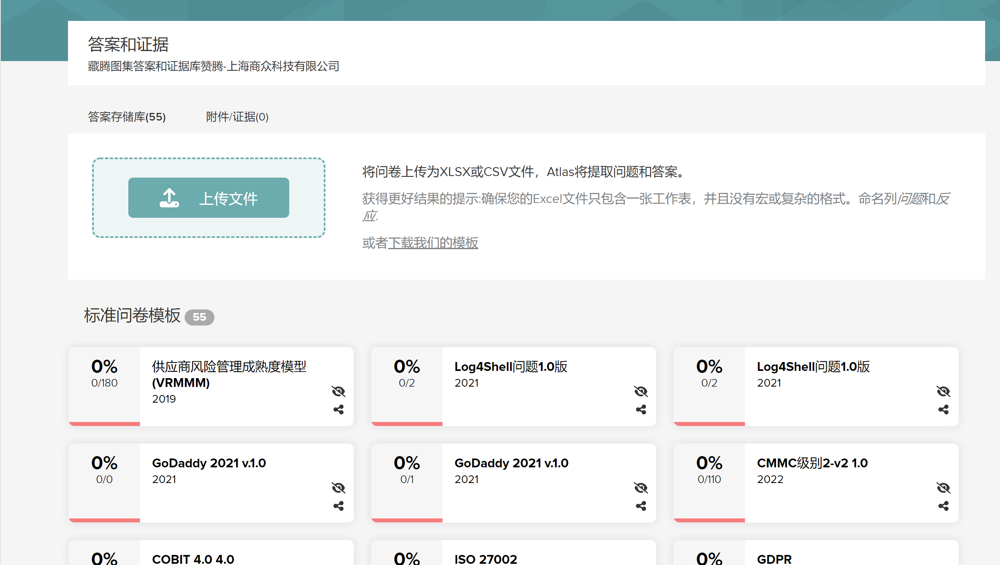 答案和证据
藏腾图集答案和证据库赞腾-上海商众科技有限公司
答案存储库(55)
附件/证据(0)
上传文件
将问卷上传为XLSX或CSV文件，Atlas将提取问题和答案。
获得更好结果的提示:确保您的Excel文件只包含一张工作表，并且没有宏或复杂的格式。命名列问题和反
应.
或者下载我们的模板
标准问卷模板 55
0%
0/180
供应商风险管理成熟度模型
(VRMMM)
2019
0%
0/2
Log4Shell问题1.0版
2021
0%
0/2
Log4Shell问题1.0版
2021
0%
0/0
GoDaddy 2021 v.1.0
2021
0%
0/1
GoDaddy 2021 v.1.0
2021
0%
0/110
CMMC级别2-v2 1.0
2022
0%
COBIT 4.0 4.0
0%
ISO 27002
0%
GDPR